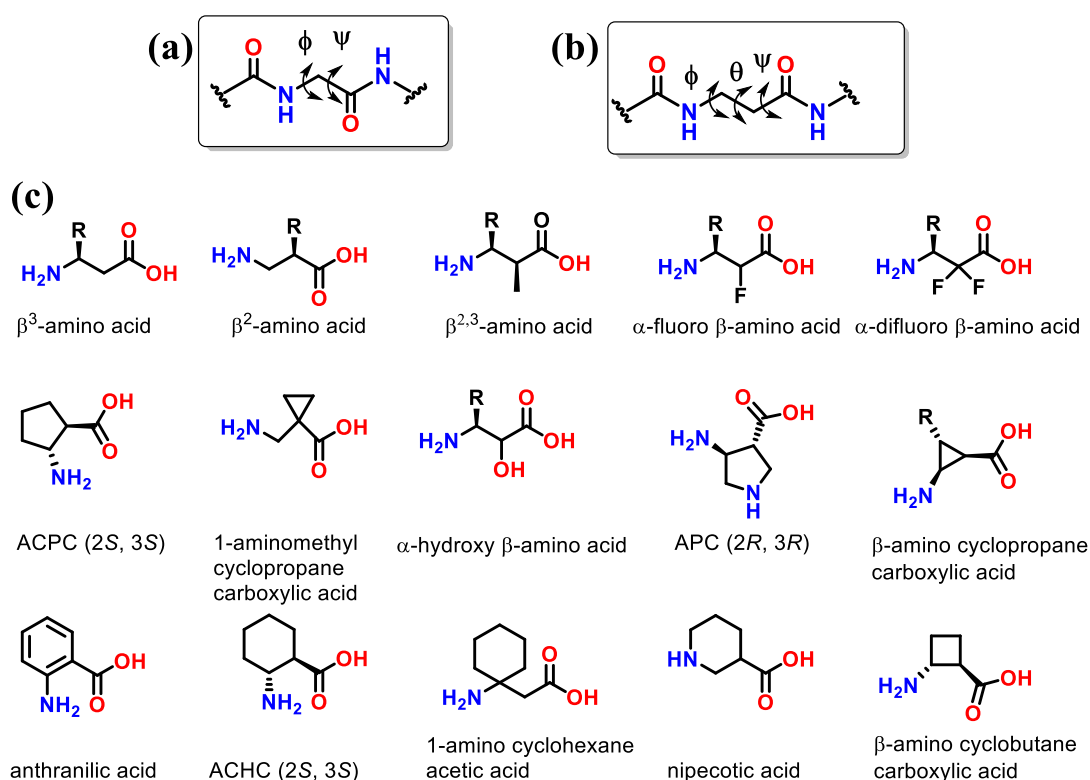 (a)
O
ϕ
ψ
H
N
N
H
O
(b)
O
ϕ
θ
ψ
O
N
H
N
H
(c)
R
O
H2N
OH
β3-amino acid
R
H2N
OH
O
β2-amino acid
R
O
H2N
OH
β2,3-amino acid
R
O
H2N
OH
F
α-fluoro β-amino acid
R
O
H2N
OH
F
F
α-difluoro β-amino acid
OH
O
NH2
ACPC (2S, 3S)
H2N
OH
O
1-aminomethyl
cyclopropane
carboxylic acid
R
O
H2N
OH
OH
α-hydroxy β-amino acid
O
OH
H2N
N
H
APC (2R, 3R)
R
OH
O
H2N
β-amino cyclopropane
carboxylic acid
OH
NH2
O
anthranilic acid
OH
NH2
O
ACHC (2S, 3S)
O
H2N
OH
1-amino cyclohexane
acetic acid
HN
OH
O
nipecotic acid
H2N
OH
O
β-amino cyclobutane
carboxylic acid